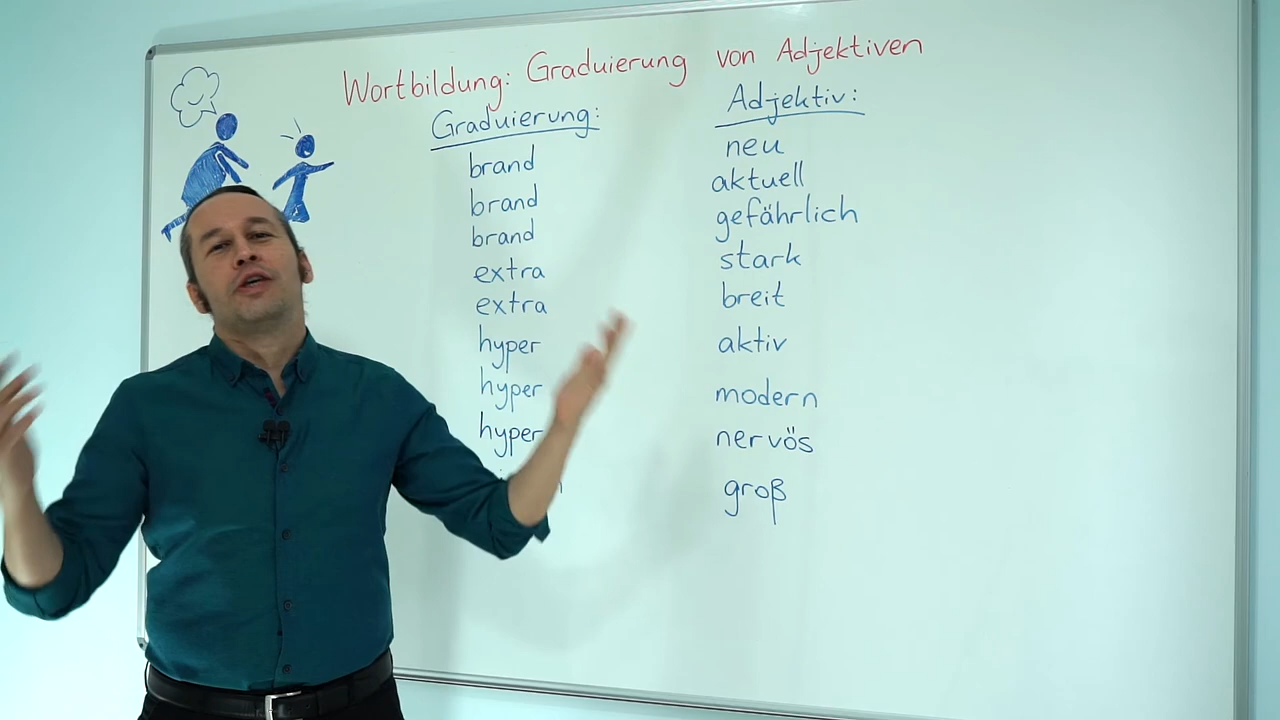 Wortbildung: Graduierung von Adjektiven
Graduierung: Adjektiv:
brand neu
brand aktuell
brand gefährlich
extra stark
extra breit
hyper aktiv
hyper modern
hyper nervös
groß